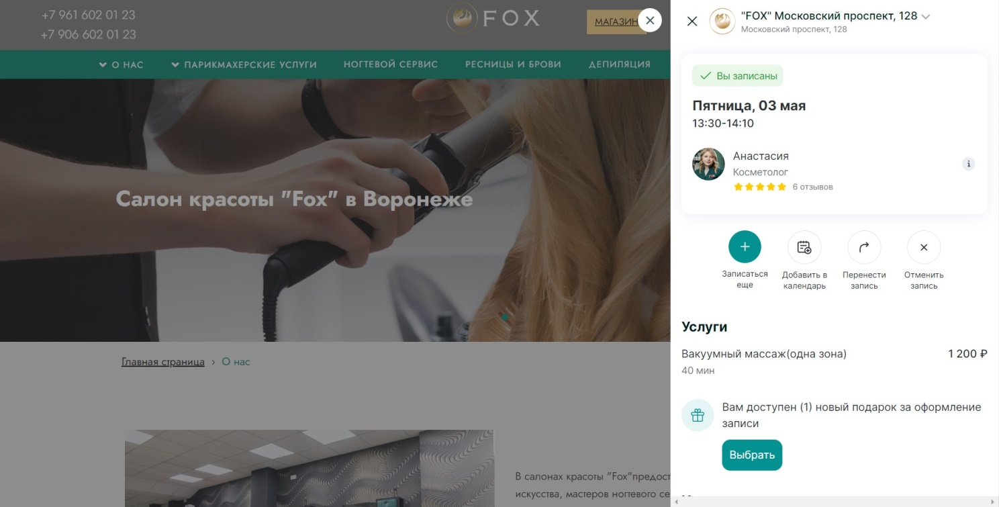 +7 961 602 01 23
+7 906 602 01 23
FOX
МАГАЗИН
О НАС
ПАРИКМАХЕРСКИЕ УСЛУГИ
НОГТЕВОЙ СЕРВИС
РЕСНИЦЫ И БРОВИ
ДЕПИЛЯЦИЯ
Салон красоты "Fox" в Воронеже
Главная страница › О нас
В салонах красоты "Fox"предост
искусства, мастеров ногтевого се
"FOX" Московский проспект, 128
Московский проспект, 128
Вы записаны
Пятница, 03 мая
13:30-14:10
Анастасия
Косметолог
6 отзывов
Записаться
еще
Добавить в
календарь
Перенести
запись
Отменить
запись
Услуги
Вакуумный массаж(одна зона)
1 200 ₽
40 мин
Вам доступен (1) новый подарок за оформление
записи
Выбрать